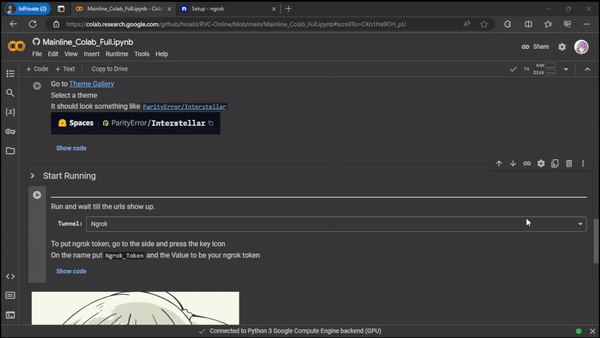 InPrivate (2)
Mainline_Colab_Full.ipynb - Col
Setup - ngrok
https://colab.research.google.com/github/hinabl/RVC-Online/blob/main/Mainline_Colab_Full.ipynb#scrollTo=
Mainline_Colab_Full.ipynb
Share
File Edit View Insert Runtime Tools Help
+ Code + Text Copy to Drive
T4 RAM
Disk
Go to Theme Gallery
Select a theme
It should look something like ParityError/Interstellar
Spaces ParityError/Interstellar
Show code
Start Running
Run and wait till the urls show up.
Tunnel: Ngrok
To put ngrok token, go to the side and press the key icon
On the name put Ngrok_Token and the Value to be your ngrok token
Show code
Connected to Python 3 Google Compute Engine backend (GPU)